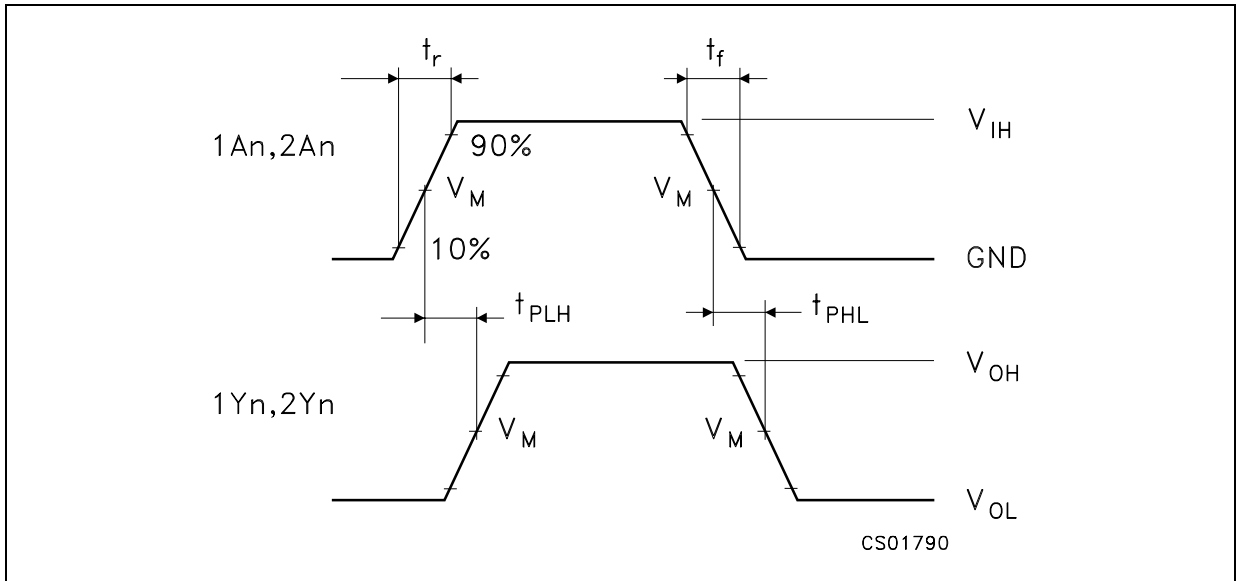 tr
tf
1An,2An
90%
VIH
VM
VM
10%
GND
tPLH
tPHL
VOH
1Yn,2Yn
VM
VM
VOL
CS01790